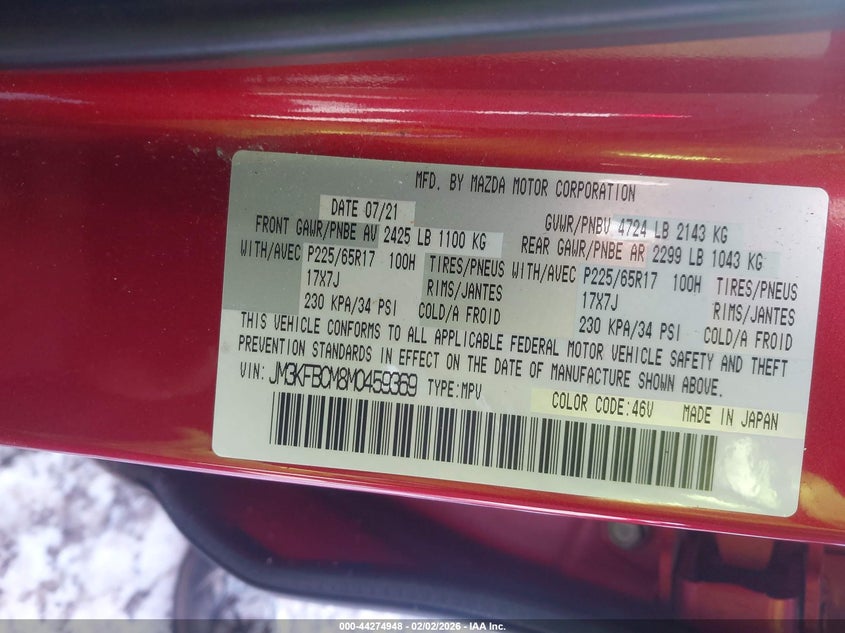 MFD. BY MAZDA MOTOR CORPORATION
DATE 07/21 GVWR/PNBV 4724 LB 2143 KG
FRONT GAWR/PNBE AV 2425 LB 1100 KG REAR GAWR/PNBE AR 2299 LB 1043 KG
WITH/AVEC P225/65R17 100H TIRES/PNEUS WITH/AVEC P225/65R17 100H TIRES/PNEUS
17X7J RIMS/JANTES 17X7J RIMS/JANTES
230 KPA/34 PSI COLD/A FROID 230 KPA/34 PSI COLD/A FROID
THIS VEHICLE CONFORMS TO ALL APPLICABLE FEDERAL MOTOR VEHICLE SAFETY AND THEFT
PREVENTION STANDARDS IN EFFECT ON THE DATE OF MANUFACTURE SHOWN ABOVE.
VIN: JM3KFBCM8M0459369 TYPE:MPV
COLOR CODE:46V MADE IN JAPAN
000-44274948 - 02/02/2026 - IAA Inc.